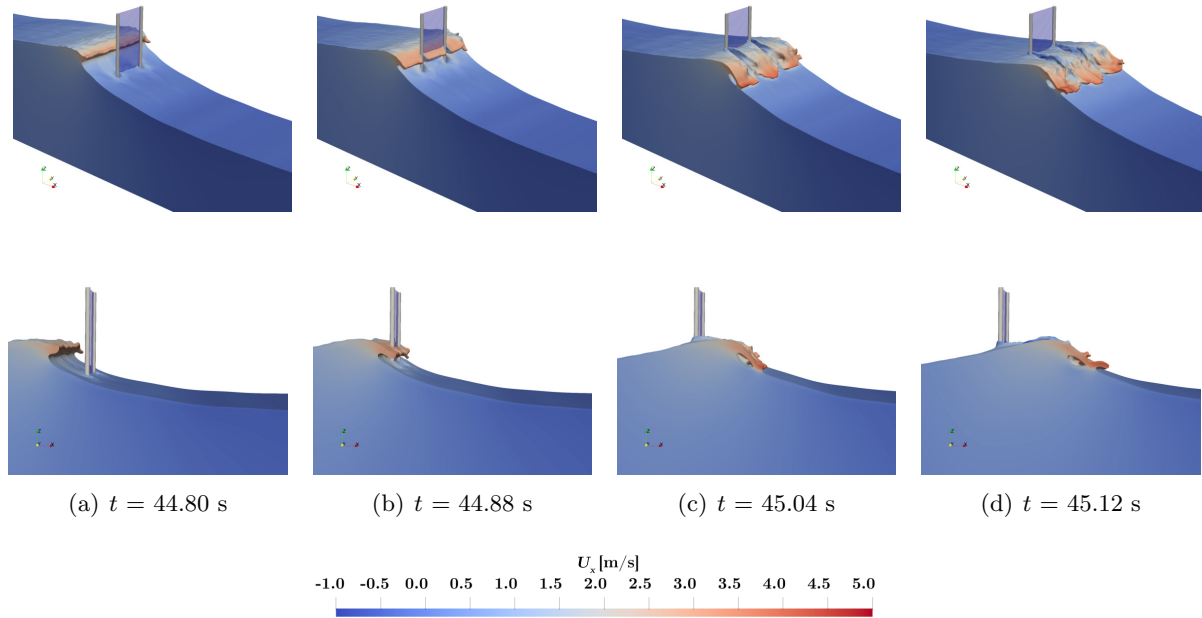 (a) t = 44.80 s
(b) t = 44.88 s
(c) t = 45.04 s
(d) t = 45.12 s
U_x [m/s]
-1.0 -0.5 0.0 0.5 1.0 1.5 2.0 2.5 3.0 3.5 4.0 4.5 5.0